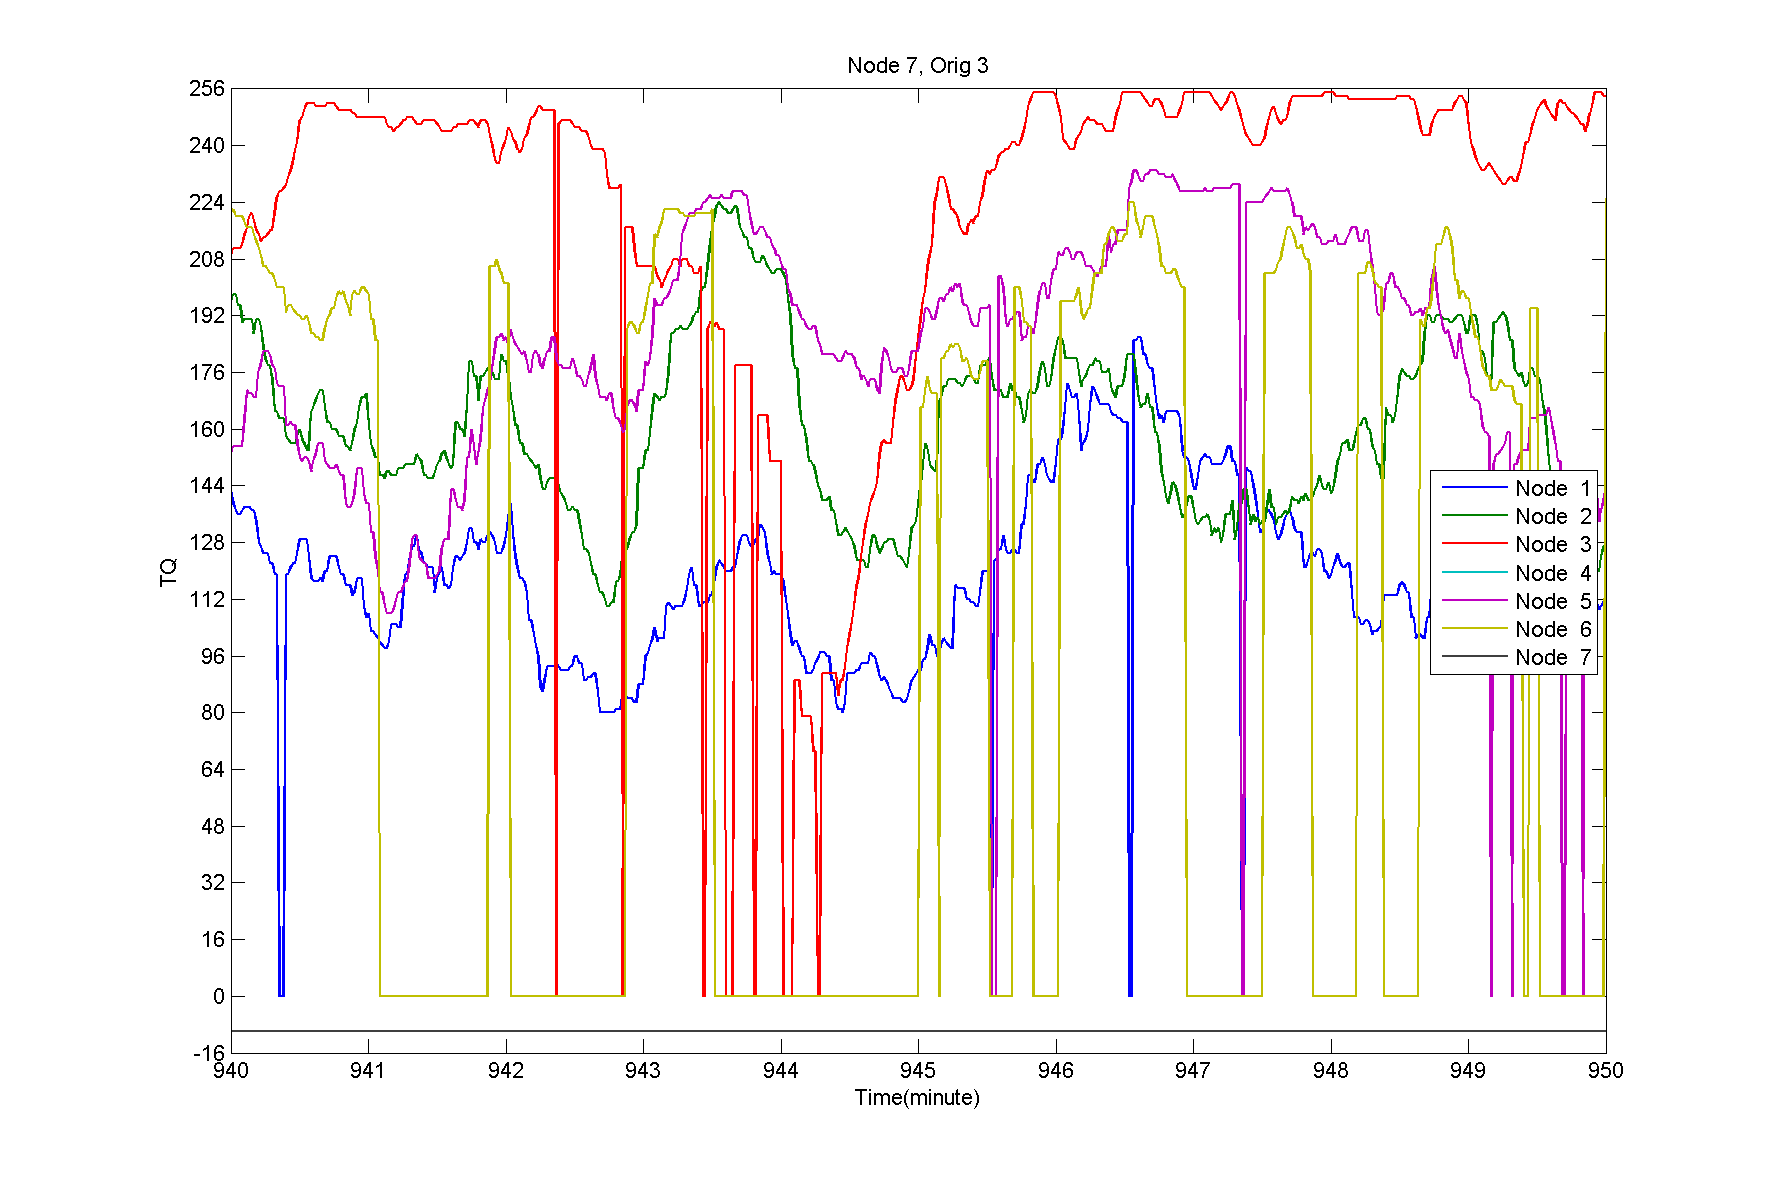 Node 7, Orig 3
256
240
224
208
192
176
160
144
128
112
96
80
64
48
32
16
0
-16
TQ
Node 1
Node 2
Node 3
Node 4
Node 5
Node 6
Node 7
940 941 942 943 944 945 946 947 948 949 950
Time(minute)